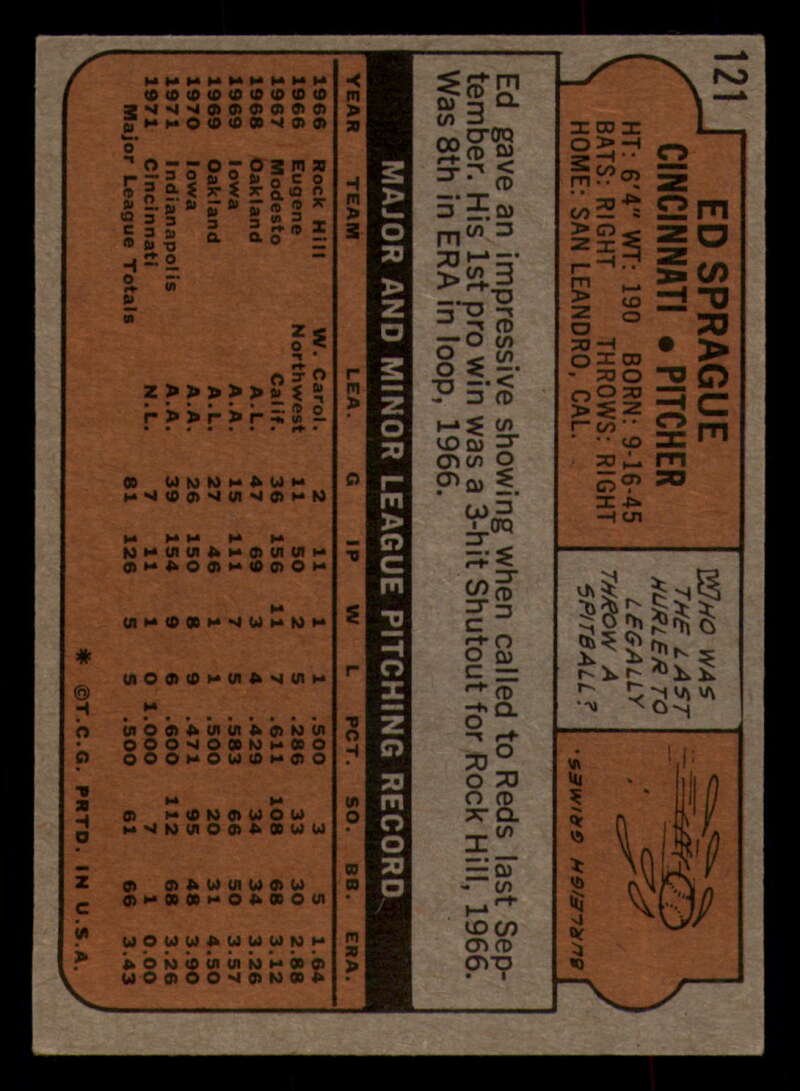 121
ED SPRAGUE
CINCINNATI • PITCHER
HT: 6'4" WT: 190 BORN: 9-16-45
BATS: RIGHT THROWS: RIGHT
HOME: SAN LEANDRO, CAL.
WHO WAS
THE LAST
HURLER TO
LEGALLY
THROW A
SPITBALL?
BURLEIGH GRIMES.
Ed gave an impressive showing when called to Reds last Sep-
tember. His 1st pro win was a 3-hit Shutout for Rock Hill, 1966.
Was 8th in ERA in loop, 1966.
MAJOR AND MINOR LEAGUE PITCHING RECORD
YEAR TEAM LEA. G IP W L PCT. SO. BB. ERA.
1966 Rock Hill W. Carol. 2 11 1 1 .500 3 5 1.64
1966 Eugene Northwest 11 50 2 5 .286 33 30 2.88
1967 Modesto Calif. 36 156 11 7 .611 108 68 3.12
1968 Oakland A.L. 47 69 3 4 .429 34 34 3.26
1969 Iowa A.A. 15 111 7 5 .583 66 50 3.57
1969 Oakland A.L. 27 46 1 1 .500 20 31 4.50
1970 Iowa A.A. 26 150 8 9 .471 95 48 3.90
1971 Indianapolis A.A. 39 154 9 6 .600 112 68 3.26
1971 Cincinnati N.L. 7 11 1 0 1.000 7 1 0.00
Major League Totals 81 126 5 5 .500 61 66 3.43
* ©T.C.G. PRTD. IN U.S.A.